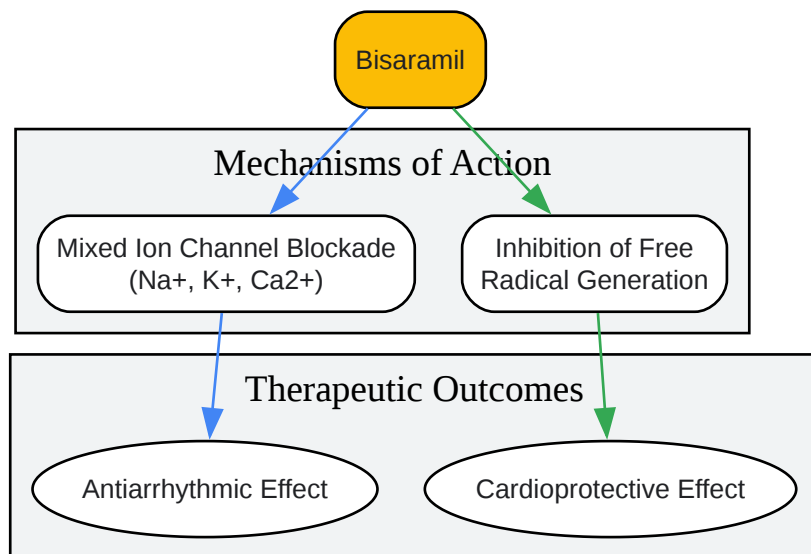 Bisaramil
Mechanisms of Action
Mixed Ion Channel Blockade
(Na+, K+, Ca2+)
Inhibition of Free
Radical Generation
Therapeutic Outcomes
Antiarrhythmic Effect
Cardioprotective Effect